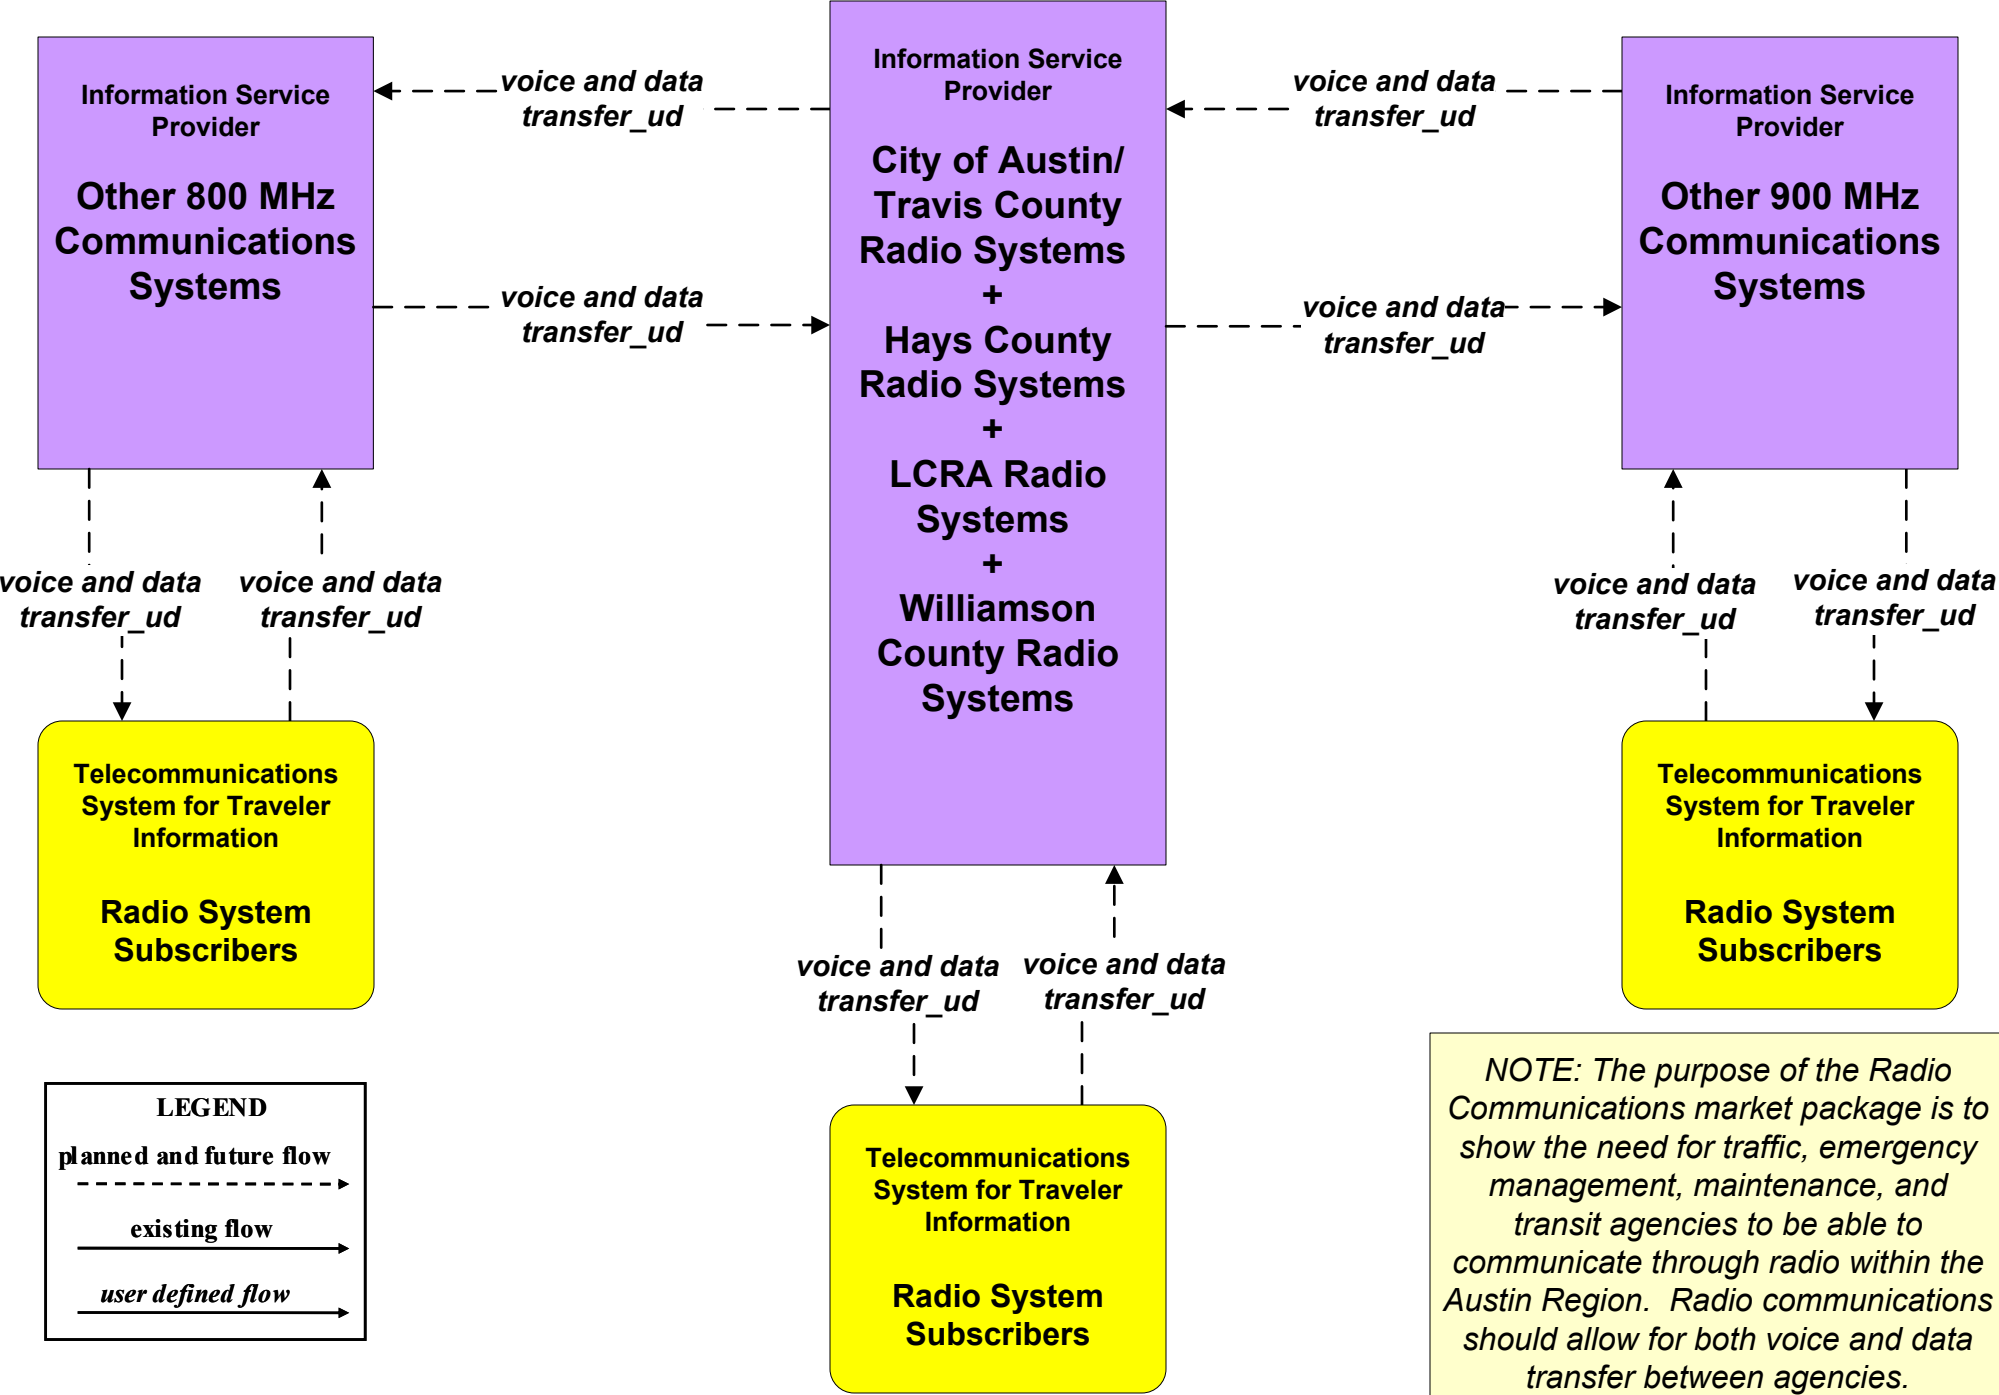 Information Service
Provider
Other 800 MHz
Communications
Systems
voice and data
transfer_ud
voice and data
transfer_ud
Information Service
Provider
City of Austin/
Travis County
Radio Systems
+
Hays County
Radio Systems
+
LCRA Radio
Systems
+
Williamson
County Radio
Systems
voice and data
transfer_ud
voice and data
transfer_ud
Information Service
Provider
Other 900 MHz
Communications
Systems
voice and data
transfer_ud
voice and data
transfer_ud
voice and data
transfer_ud
voice and data
transfer_ud
Telecommunications
System for Traveler
Information
Radio System
Subscribers
Telecommunications
System for Traveler
Information
Radio System
Subscribers
voice and data
transfer_ud
voice and data
transfer_ud
Telecommunications
System for Traveler
Information
Radio System
Subscribers
LEGEND
planned and future flow
existing flow
user defined flow
NOTE: The purpose of the Radio
Communications market package is to
show the need for traffic, emergency
management, maintenance, and
transit agencies to be able to
communicate through radio within the
Austin Region.  Radio communications
should allow for both voice and data
transfer between agencies.